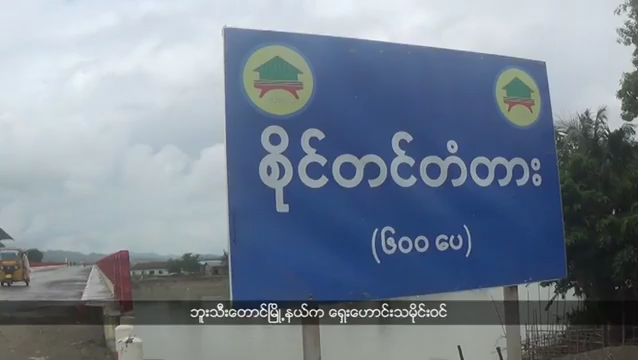 စိုင်တင်တံတား
(၆၀၀ ပေ)
ဘူးသီးတောင်မြို့နယ်က ရှေးဟောင်းသမိုင်းဝင်